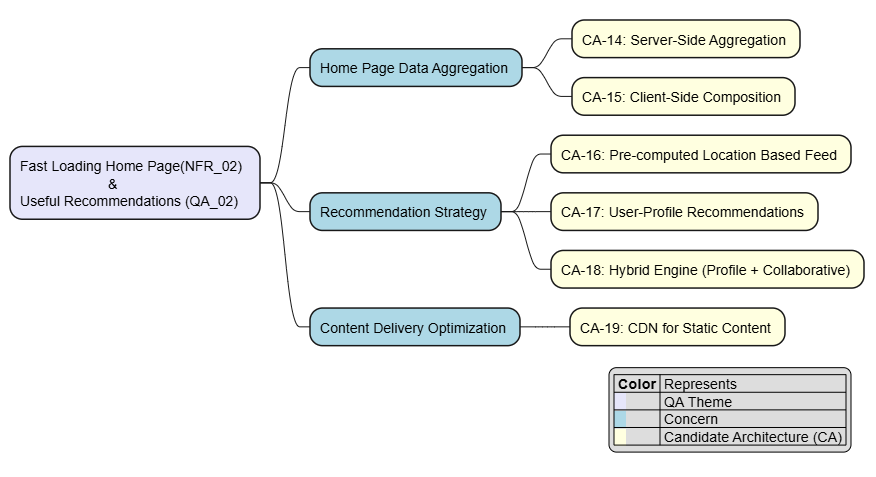 Fast Loading Home Page(NFR_02)
&
Useful Recommendations (QA_02)
Home Page Data Aggregation
CA-14: Server-Side Aggregation
CA-15: Client-Side Composition
Recommendation Strategy
CA-16: Pre-computed Location Based Feed
CA-17: User-Profile Recommendations
CA-18: Hybrid Engine (Profile + Collaborative)
Content Delivery Optimization
CA-19: CDN for Static Content
Color Represents
QA Theme
Concern
Candidate Architecture (CA)